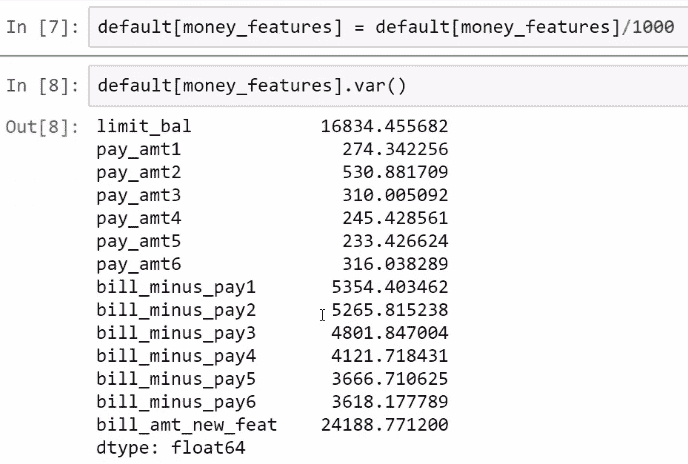 In [7]: default[money_features] = default[money_features]/1000
In [8]: default[money_features].var()
Out[8]: limit_bal 16834.455682
pay_amt1 274.342256
pay_amt2 530.881709
pay_amt3 310.005092
pay_amt4 245.428561
pay_amt5 233.426624
pay_amt6 316.038289
bill_minus_pay1 5354.403462
bill_minus_pay2 5265.815238
bill_minus_pay3 4801.847004
bill_minus_pay4 4121.718431
bill_minus_pay5 3666.710625
bill_minus_pay6 3618.177789
bill_amt_new_feat 24188.771200
dtype: float64